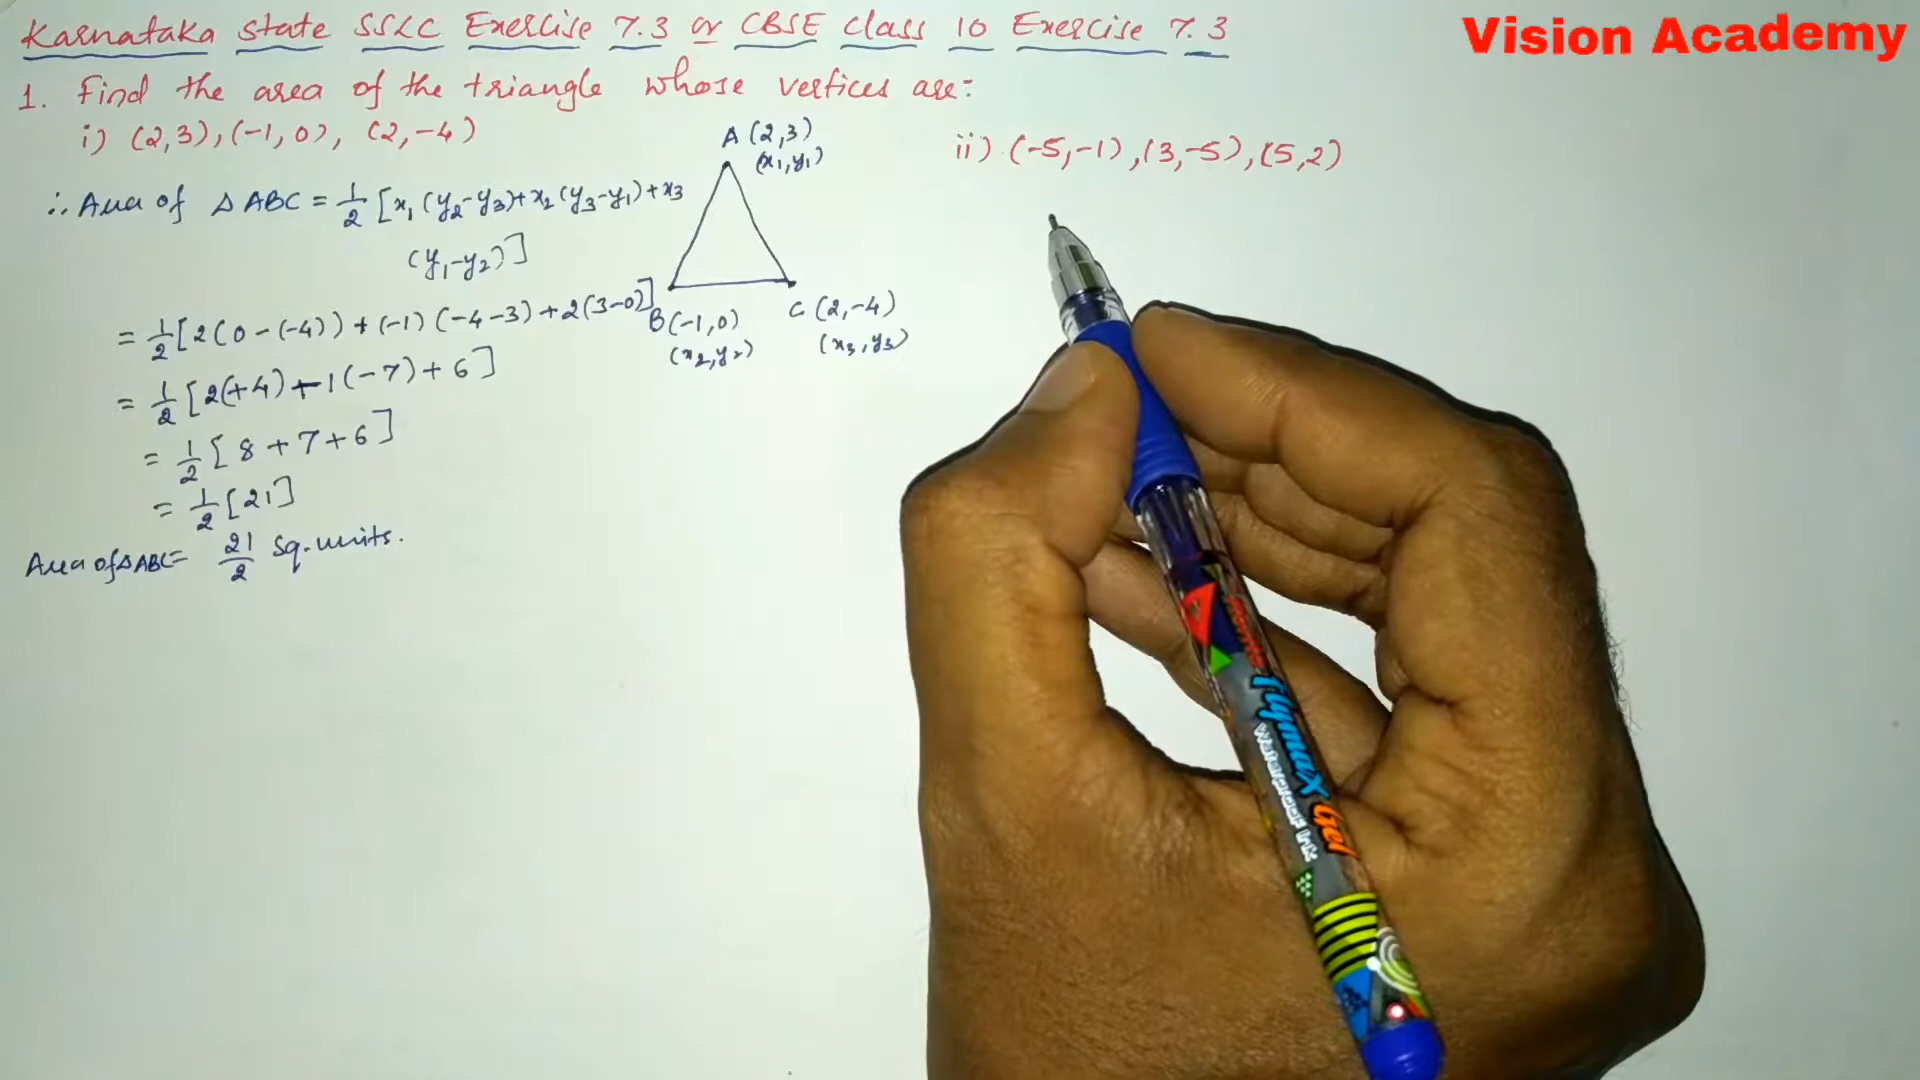 Karnataka State SSLC Exercise 7.3 or CBSE Class 10 Exercise 7.3
Vision Academy
1. Find the area of the triangle whose vertices are:
i) (2,3), (-1,0), (2,-4)
A (2,3)
(x₁,y₁)
∴ Area of △ABC = 1/2 [x₁(y₂-y₃)+x₂(y₃-y₁)+x₃
(y₁-y₂)]
= 1/2 [2(0-(-4))+(-1)(-4-3)+2(3-0)]
B(-1,0)
(x₂,y₂)
C (2,-4)
(x₃,y₃)
= 1/2 [2(+4)+-1(-7)+6]
= 1/2 [8+7+6]
= 1/2 [21]
Area of △ABC = 21/2 Sq.units.
ii) (-5,-1), (3,-5), (5,2)
Flymax Gel
Waterproof Ink